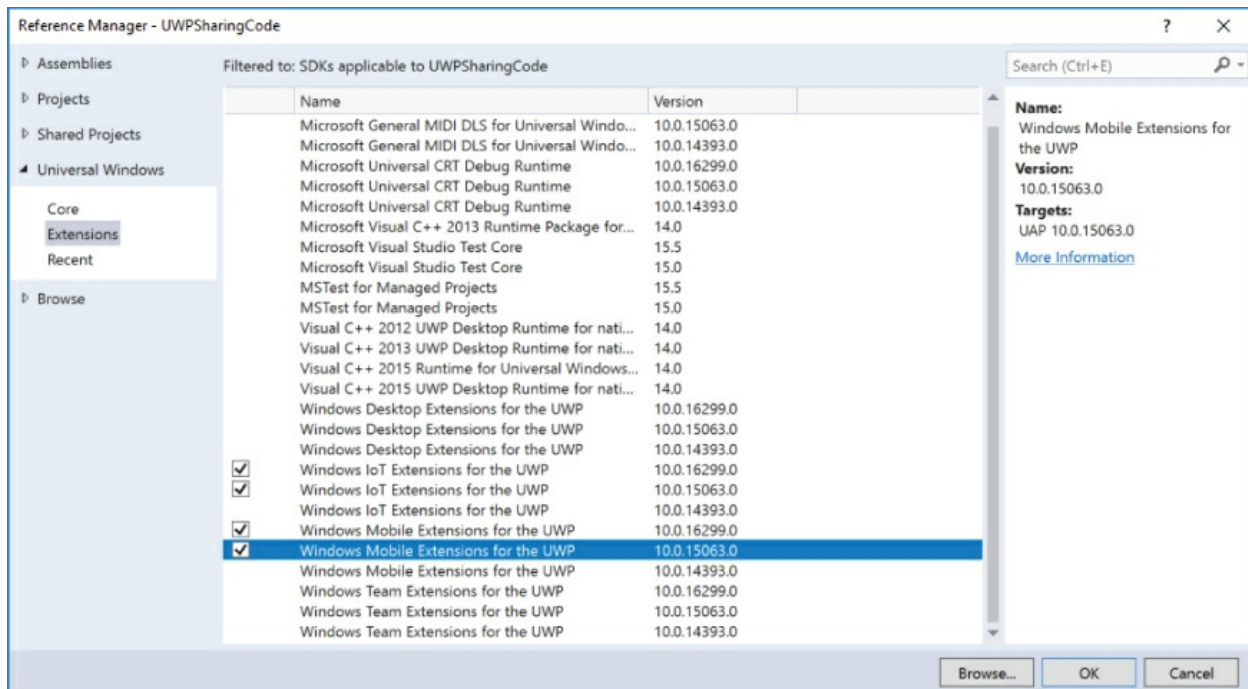 Reference Manager - UWPSharingCode
? ×
Assemblies
Projects
Shared Projects
Universal Windows
Core
Extensions
Recent
Browse
Filtered to: SDKs applicable to UWPSharingCode
Name Version
Microsoft General MIDI DLS for Universal Windo... 10.0.15063.0
Microsoft General MIDI DLS for Universal Windo... 10.0.14393.0
Microsoft Universal CRT Debug Runtime 10.0.16299.0
Microsoft Universal CRT Debug Runtime 10.0.15063.0
Microsoft Universal CRT Debug Runtime 10.0.14393.0
Microsoft Visual C++ 2013 Runtime Package for... 14.0
Microsoft Visual Studio Test Core 15.5
Microsoft Visual Studio Test Core 15.0
MSTest for Managed Projects 15.5
MSTest for Managed Projects 15.0
Visual C++ 2012 UWP Desktop Runtime for nati... 14.0
Visual C++ 2013 UWP Desktop Runtime for nati... 14.0
Visual C++ 2015 Runtime for Universal Windows... 14.0
Visual C++ 2015 UWP Desktop Runtime for nati... 14.0
Windows Desktop Extensions for the UWP 10.0.16299.0
Windows Desktop Extensions for the UWP 10.0.15063.0
Windows Desktop Extensions for the UWP 10.0.14393.0
Windows IoT Extensions for the UWP 10.0.16299.0
Windows IoT Extensions for the UWP 10.0.15063.0
Windows IoT Extensions for the UWP 10.0.14393.0
Windows Mobile Extensions for the UWP 10.0.16299.0
Windows Mobile Extensions for the UWP 10.0.15063.0
Windows Mobile Extensions for the UWP 10.0.14393.0
Windows Team Extensions for the UWP 10.0.16299.0
Windows Team Extensions for the UWP 10.0.15063.0
Windows Team Extensions for the UWP 10.0.14393.0
Search (Ctrl+E)
Name:
Windows Mobile Extensions for
the UWP
Version:
10.0.15063.0
Targets:
UAP 10.0.15063.0
More Information
Browse... OK Cancel